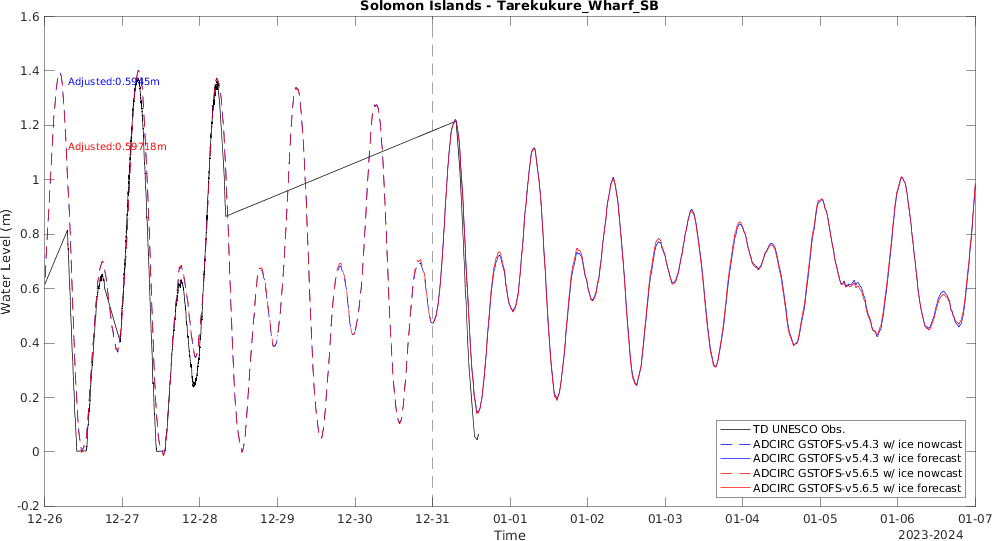 Solomon Islands - Tarekukure_Wharf_SB
1.6
1.4
1.2
1
0.8
0.6
0.4
0.2
0
-0.2
Water Level (m)
Adjusted:0.5945m
Adjusted:0.59718m
TD UNESCO Obs.
ADCIRC GSTOFS-v5.4.3 w/ ice nowcast
ADCIRC GSTOFS-v5.4.3 w/ ice forecast
ADCIRC GSTOFS-v5.6.5 w/ ice nowcast
ADCIRC GSTOFS-v5.6.5 w/ ice forecast
12-26 12-27 12-28 12-29 12-30 12-31 01-01 01-02 01-03 01-04 01-05 01-06 01-07
Time
2023-2024